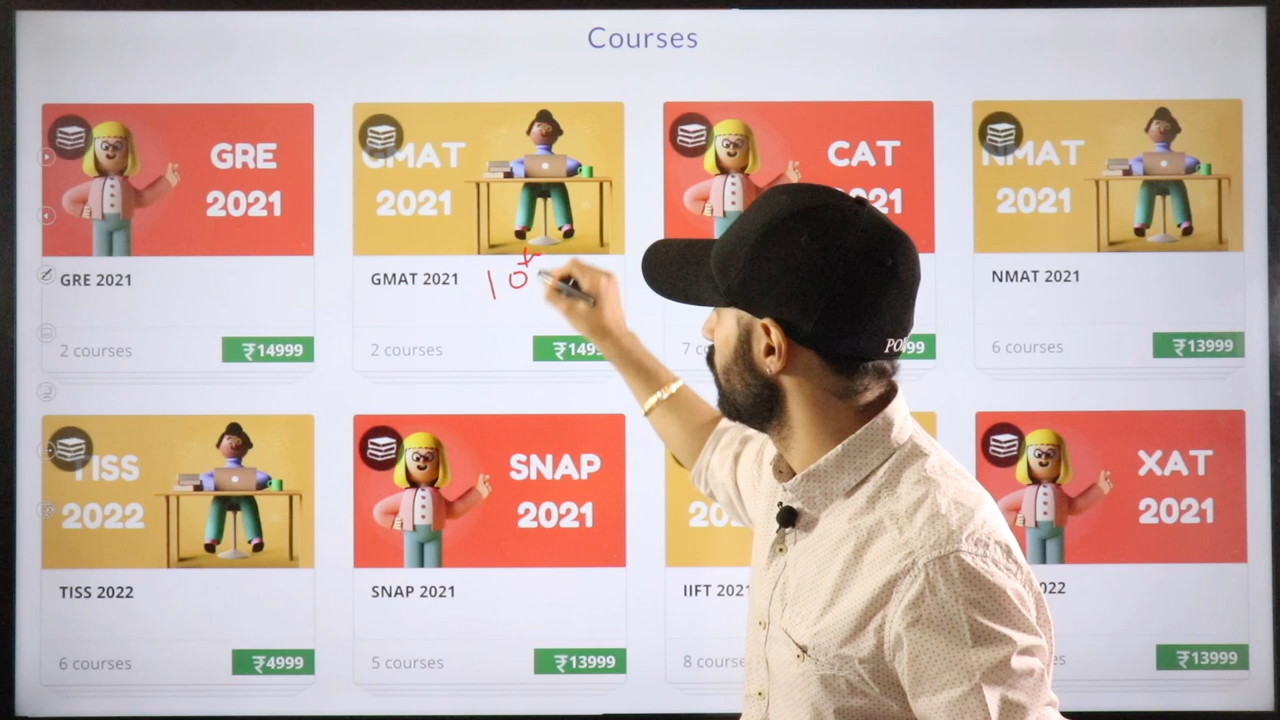 Courses
GRE
2021
GMAT
2021
CAT
2021
NMAT
2021
GRE 2021
GMAT 2021
10th
NMAT 2021
2 courses
₹14999
2 courses
6 courses
₹13999
TISS
2022
SNAP
2021
XAT
2021
TISS 2022
SNAP 2021
IIFT 2021
6 courses
₹4999
5 courses
₹13999
₹13999